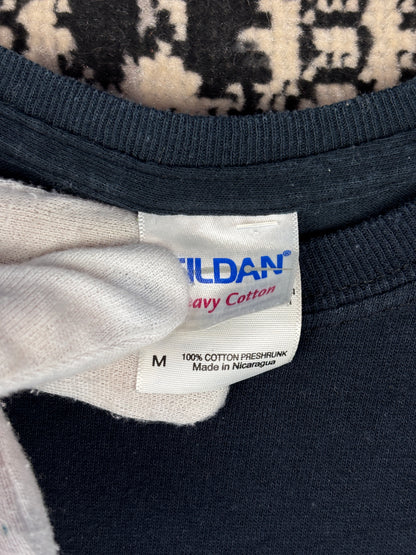 ILDAN®
avy Cotton
M
100% COTTON PRESHRUNK
Made in Nicaragua